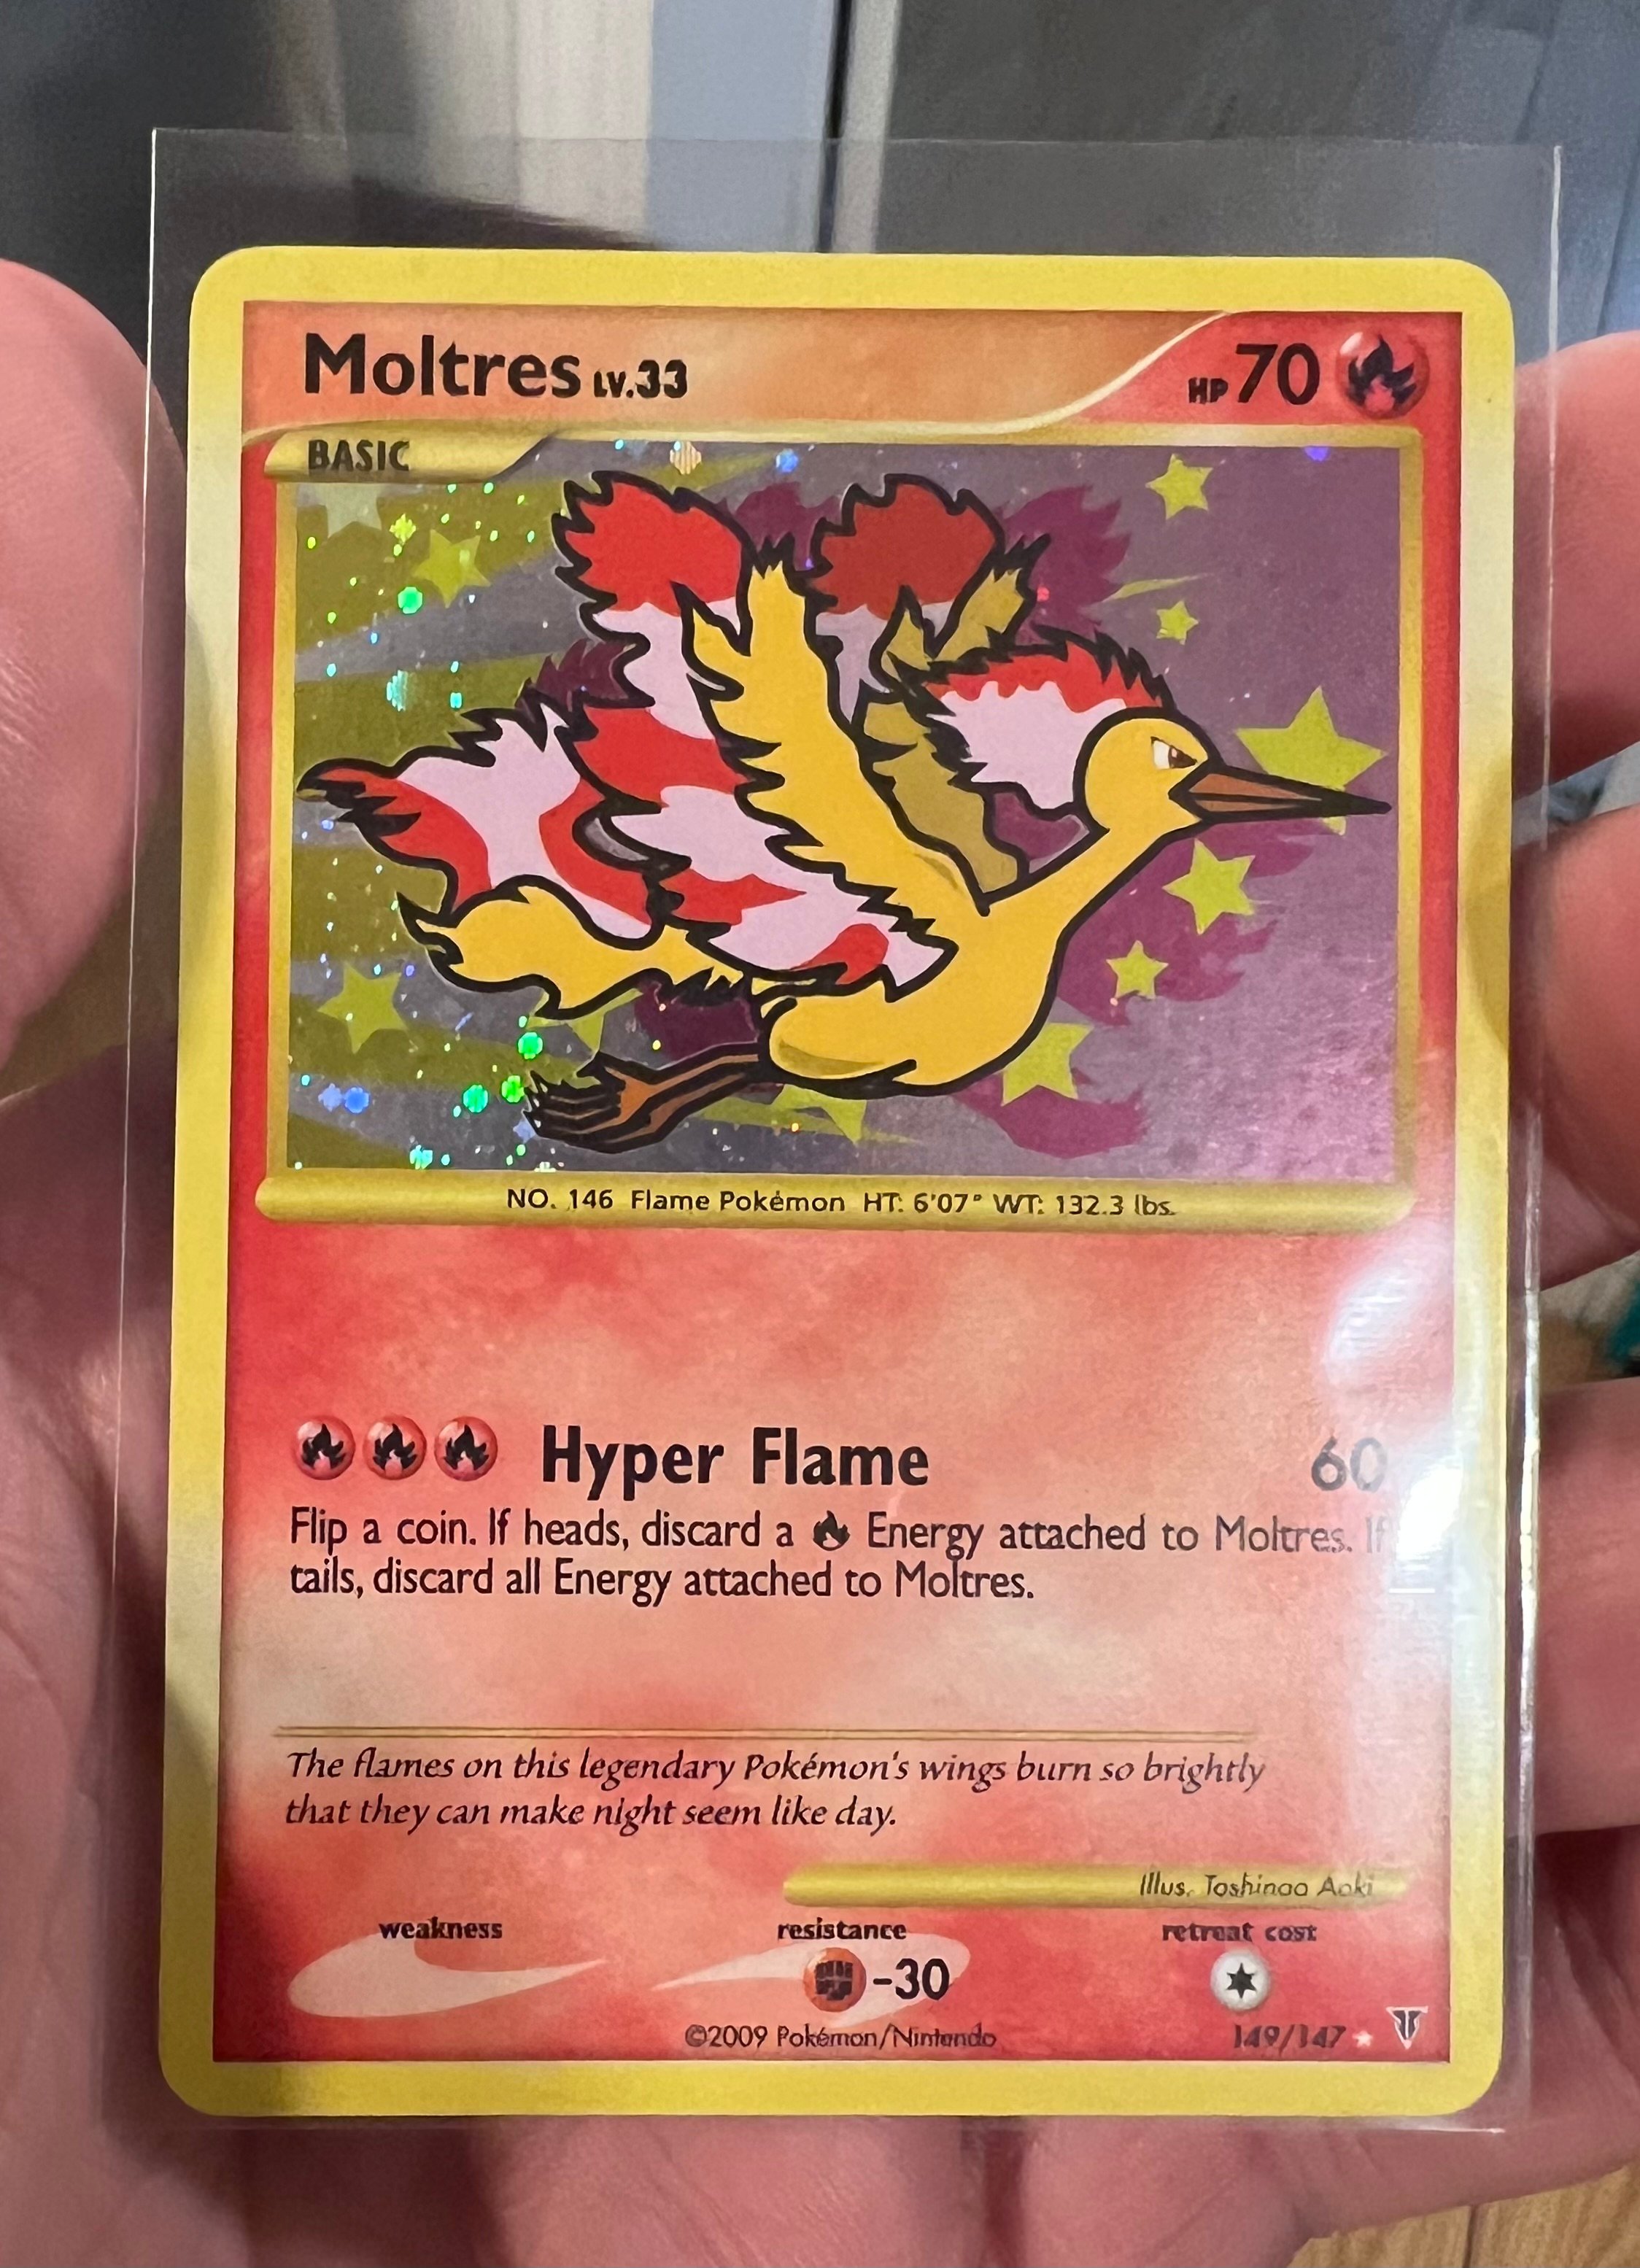 Moltres LV.33 HP 70
BASIC
NO. 146 Flame Pokémon HT: 6'07" WT: 132.3 lbs.
Hyper Flame 60
Flip a coin. If heads, discard a Energy attached to Moltres. If
tails, discard all Energy attached to Moltres.
The flames on this legendary Pokémon's wings burn so brightly
that they can make night seem like day.
Illus. Toshinao Aoki
weakness resistance retreat cost
-30
©2009 Pokémon/Nintendo 149/147